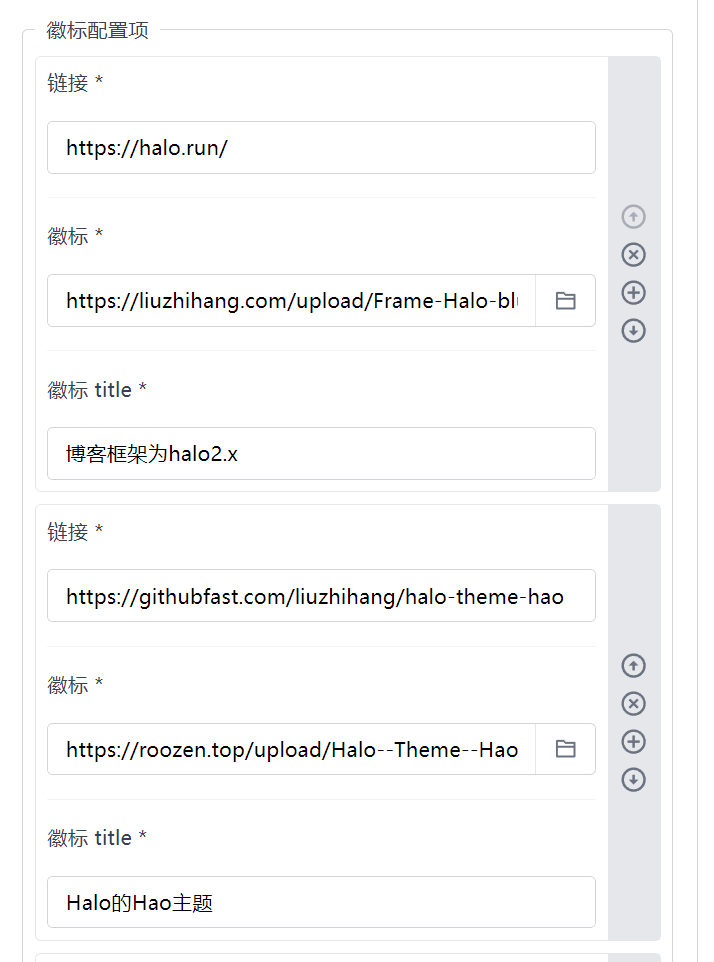 徽标配置项
链接 *
https://halo.run/
徽标 *
https://liuzhihang.com/upload/Frame-Halo-bl
徽标 title *
博客框架为halo2.x
链接 *
https://githubfast.com/liuzhihang/halo-theme-hao
徽标 *
https://roozen.top/upload/Halo--Theme--Hao
徽标 title *
Halo的Hao主题